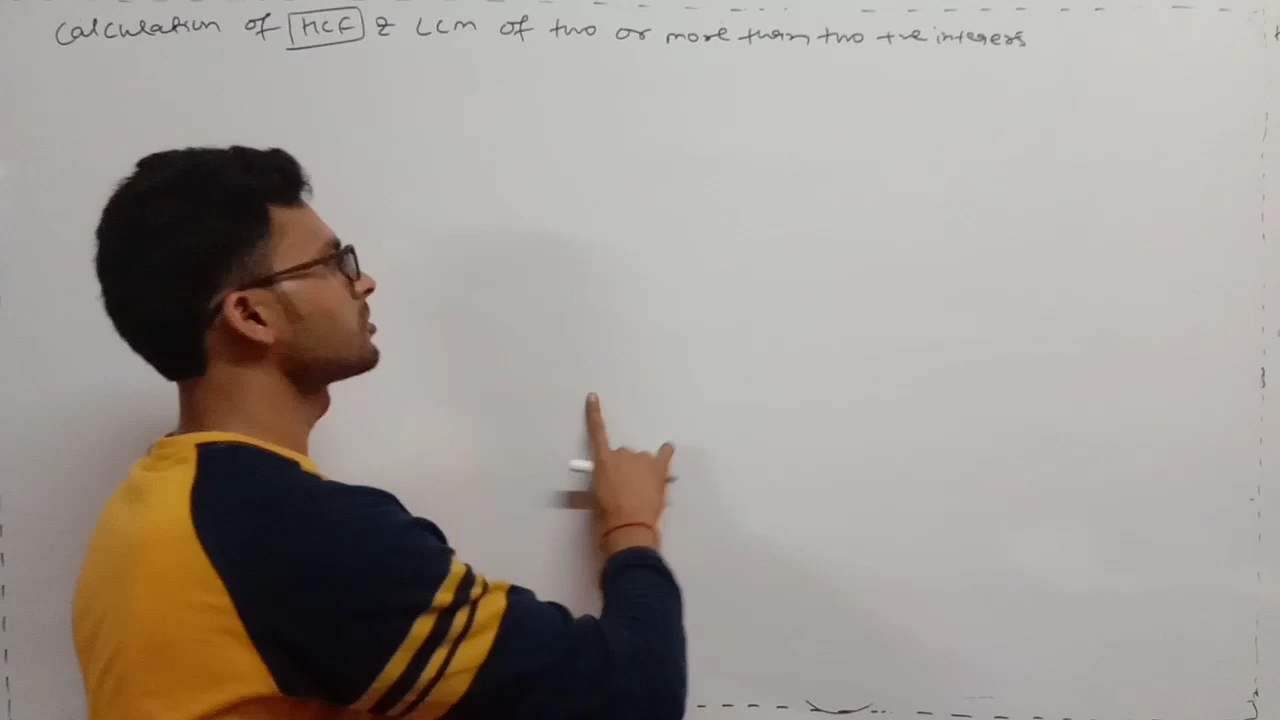 Calculation of HCF & LCM of two or more than two +ve integers